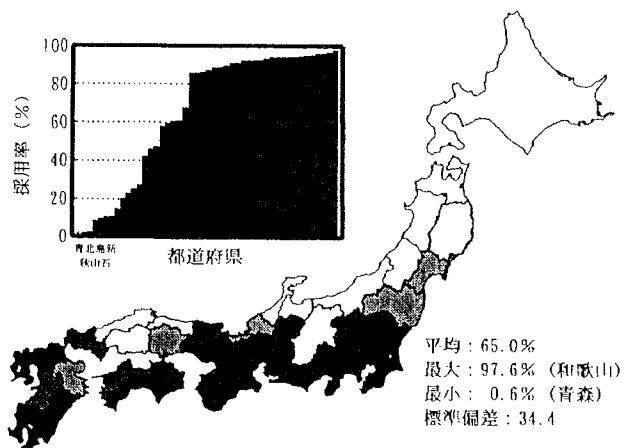 100
80
60
40
20
0
採用率 (%)
青北島新
秋山石
都道府県
平均：65.0%
最大：97.6% (和歌山)
最小： 0.6% (青森)
標準偏差：34.4